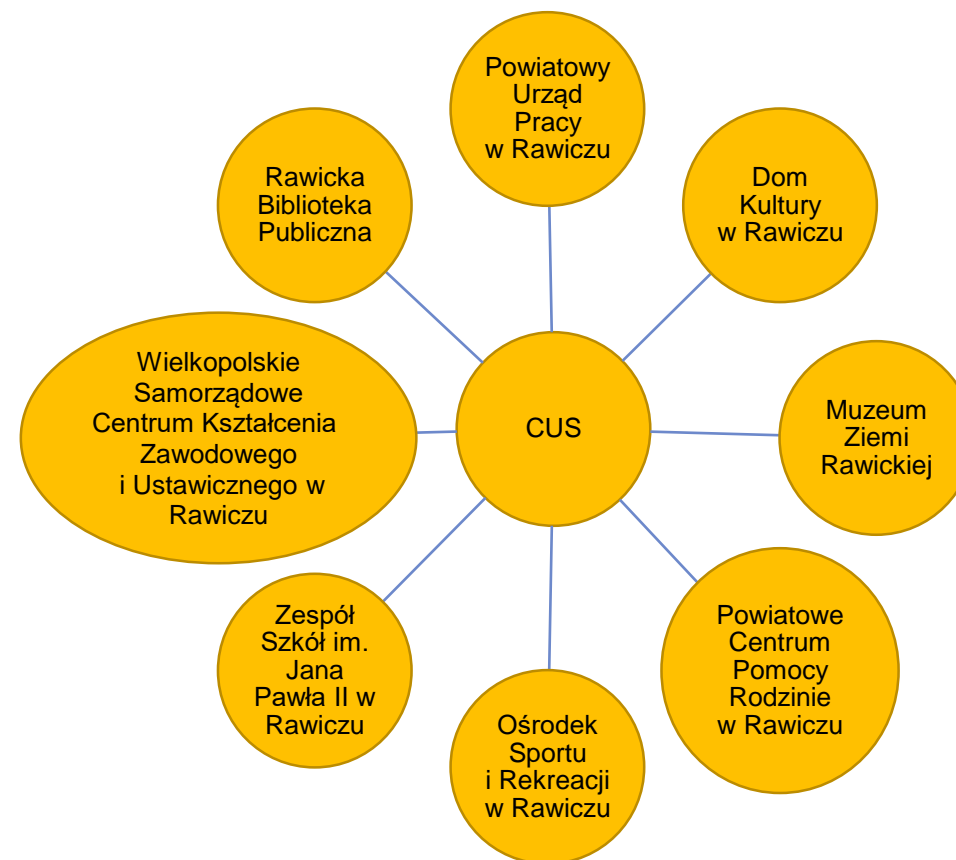 Powiatowy
Urząd
Pracy
w Rawiczu
Rawicka
Biblioteka
Publiczna
Dom
Kultury
w Rawiczu
Wielkopolskie
Samorządowe
Centrum Kształcenia
Zawodowego
i Ustawicznego w
Rawiczu
CUS
Muzeum
Ziemi
Rawickiej
Zespół
Szkół im.
Jana
Pawła II w
Rawiczu
Powiatowe
Centrum
Pomocy
Rodzinie
w Rawiczu
Ośrodek
Sportu
i Rekreacji
w Rawiczu